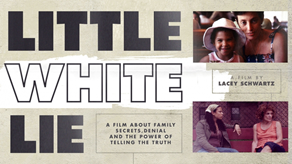 LITTLE
WHITE
LIE
A FILM BY
LACEY SCHWARTZ
A FILM ABOUT FAMILY
SECRETS, DENIAL
AND THE POWER OF
TELLING THE TRUTH